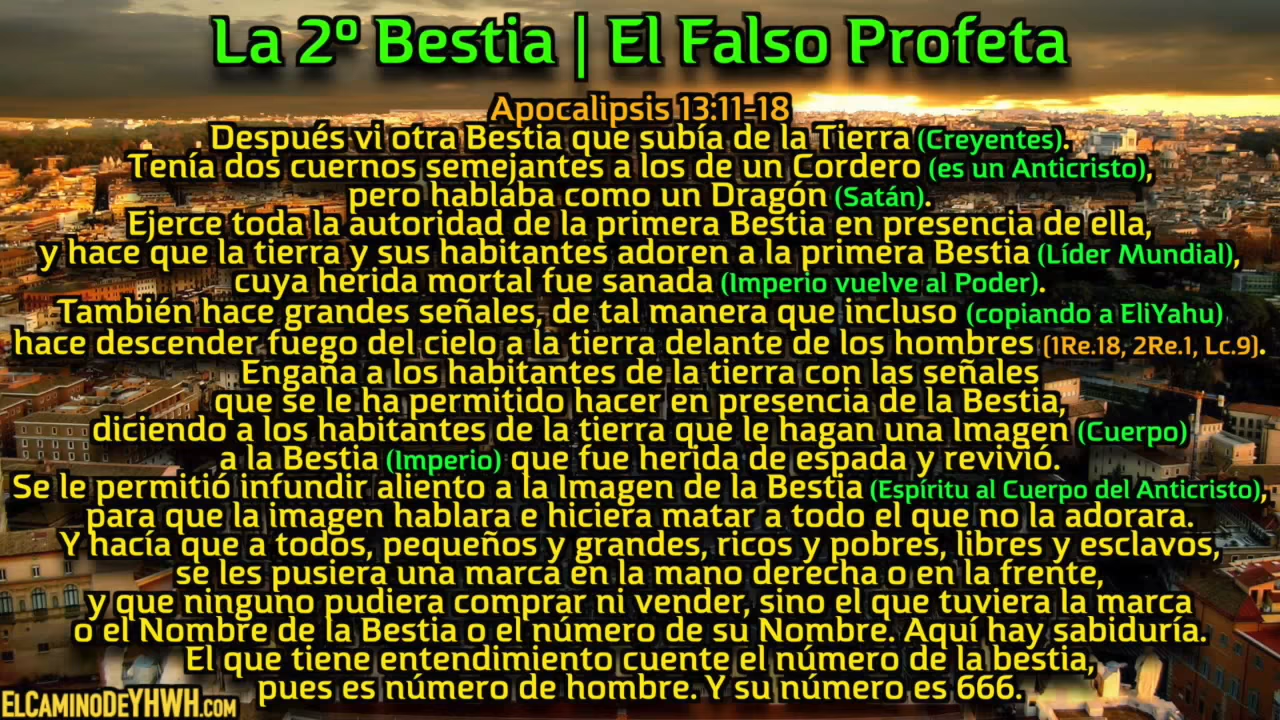 La 2º Bestia | El Falso Profeta
Apocalipsis 13:11-18
. Después vi otra Bestia que subía de la Tierra (Creyentes).
Tenía dos cuernos semejantes a los de un Cordero (es un Anticristo),
pero hablaba como un Dragón (Satán).
Ejerce toda la autoridad de la primera Bestia en presencia de ella,
y hace que la tierra y sus habitantes adoren a la primera Bestia (Líder Mundial),
cuya herida mortal fue sanada (Imperio vuelve al Poder).
También hace grandes señales, de tal manera que incluso (copiando a EliYahu)
hace descender fuego del cielo a la tierra delante de los hombres (1Re.18, 2Re.1, Lc.9).
Engaña a los habitantes de la tierra con las señales
que se le ha permitido hacer en presencia de la Bestia,
diciendo a los habitantes de la tierra que le hagan una Imagen (Cuerpo)
a la Bestia (Imperio) que fue herida de espada y revivió.
Se le permitió infundir aliento a la Imagen de la Bestia (Espíritu al Cuerpo del Anticristo),
para que la imagen hablara e hiciera matar a todo el que no la adorara.
Y hacía que a todos, pequeños y grandes, ricos y pobres, libres y esclavos,
se les pusiera una marca en la mano derecha o en la frente,
y que ninguno pudiera comprar ni vender, sino el que tuviera la marca
o el Nombre de la Bestia o el número de su Nombre. Aquí hay sabiduría.
El que tiene entendimiento cuente el número de la bestia,
pues es número de hombre. Y su número es 666.
ELCAMINODEYHWH.COM